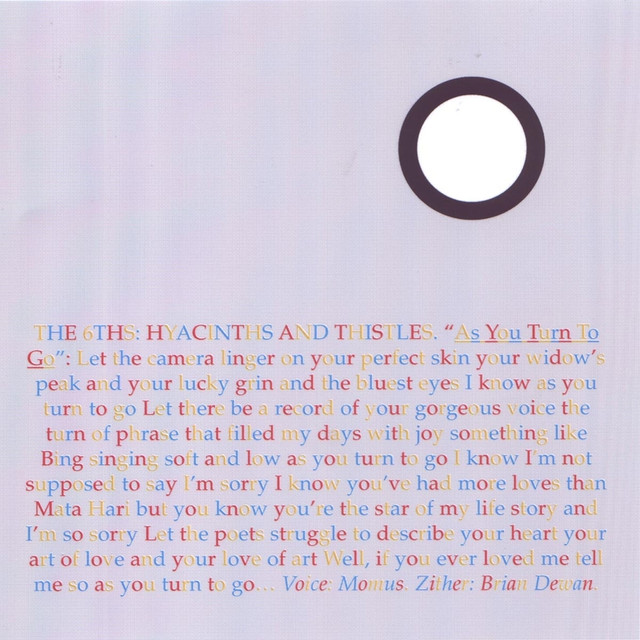 THE 6THS: HYACINTHS AND THISTLES. “As You Turn To
Go”: Let the camera linger on your perfect skin your widow’s
peak and your lucky grin and the bluest eyes I know as you
turn to go Let there be a record of your gorgeous voice the
turn of phrase that filled my days with joy something like
Bing singing soft and low as you turn to go I know I’m not
supposed to say I’m sorry I know you’ve had more loves than
Mata Hari but you know you’re the star of my life story and
I’m so sorry Let the poets struggle to describe your heart your
art of love and your love of art Well, if you ever loved me tell
me so as you turn to go… Voice: Momus. Zither: Brian Dewan.